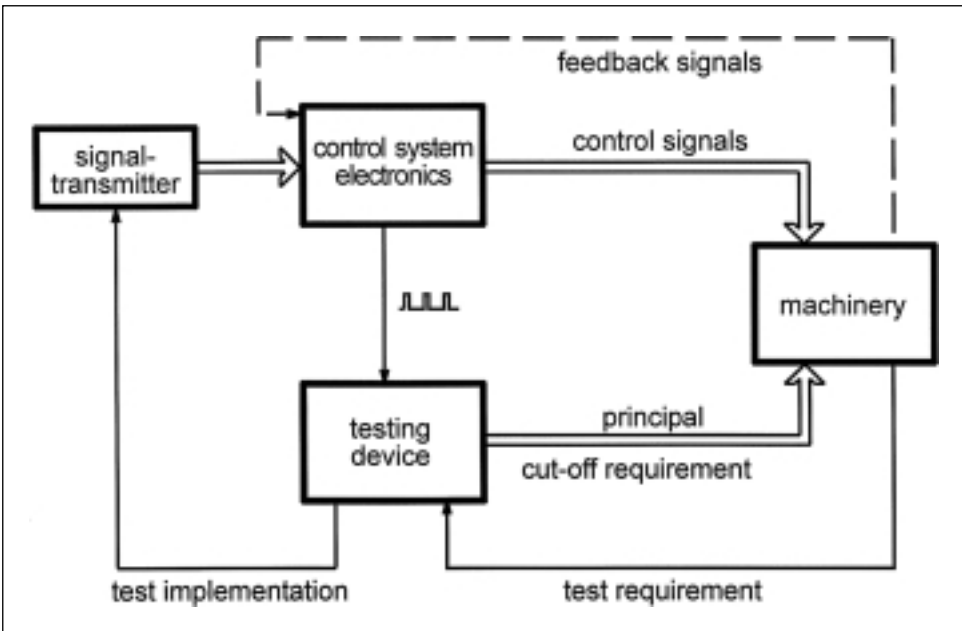 feedback signals
signal-
transmitter
control system
electronics
control signals
machinery
testing
device
principal
cut-off requirement
test implementation
test requirement